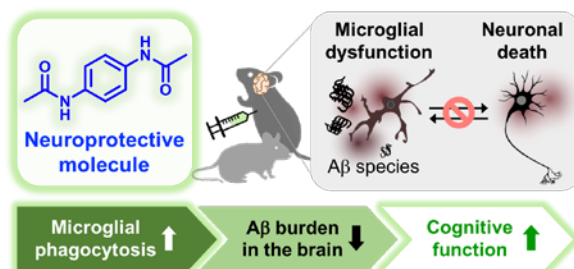 H
N
O
O
N
H
Neuroprotective
molecule
Microglial
dysfunction
Neuronal
death
Aβ species
Microglial
phagocytosis
Aβ burden
in the brain
Cognitive
function